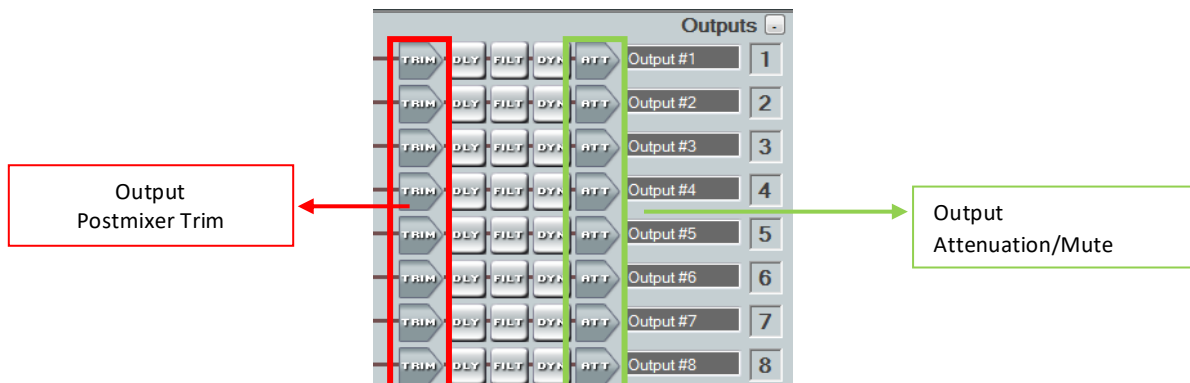 Outputs -
TRIM DLY FILT DYN ATT Output #1 1
TRIM DLY FILT DYN ATT Output #2 2
TRIM DLY FILT DYN ATT Output #3 3
TRIM DLY FILT DYN ATT Output #4 4
TRIM DLY FILT DYN ATT Output #5 5
TRIM DLY FILT DYN ATT Output #6 6
TRIM DLY FILT DYN ATT Output #7 7
TRIM DLY FILT DYN ATT Output #8 8
Output
Postmixer Trim
Output
Attenuation/Mute